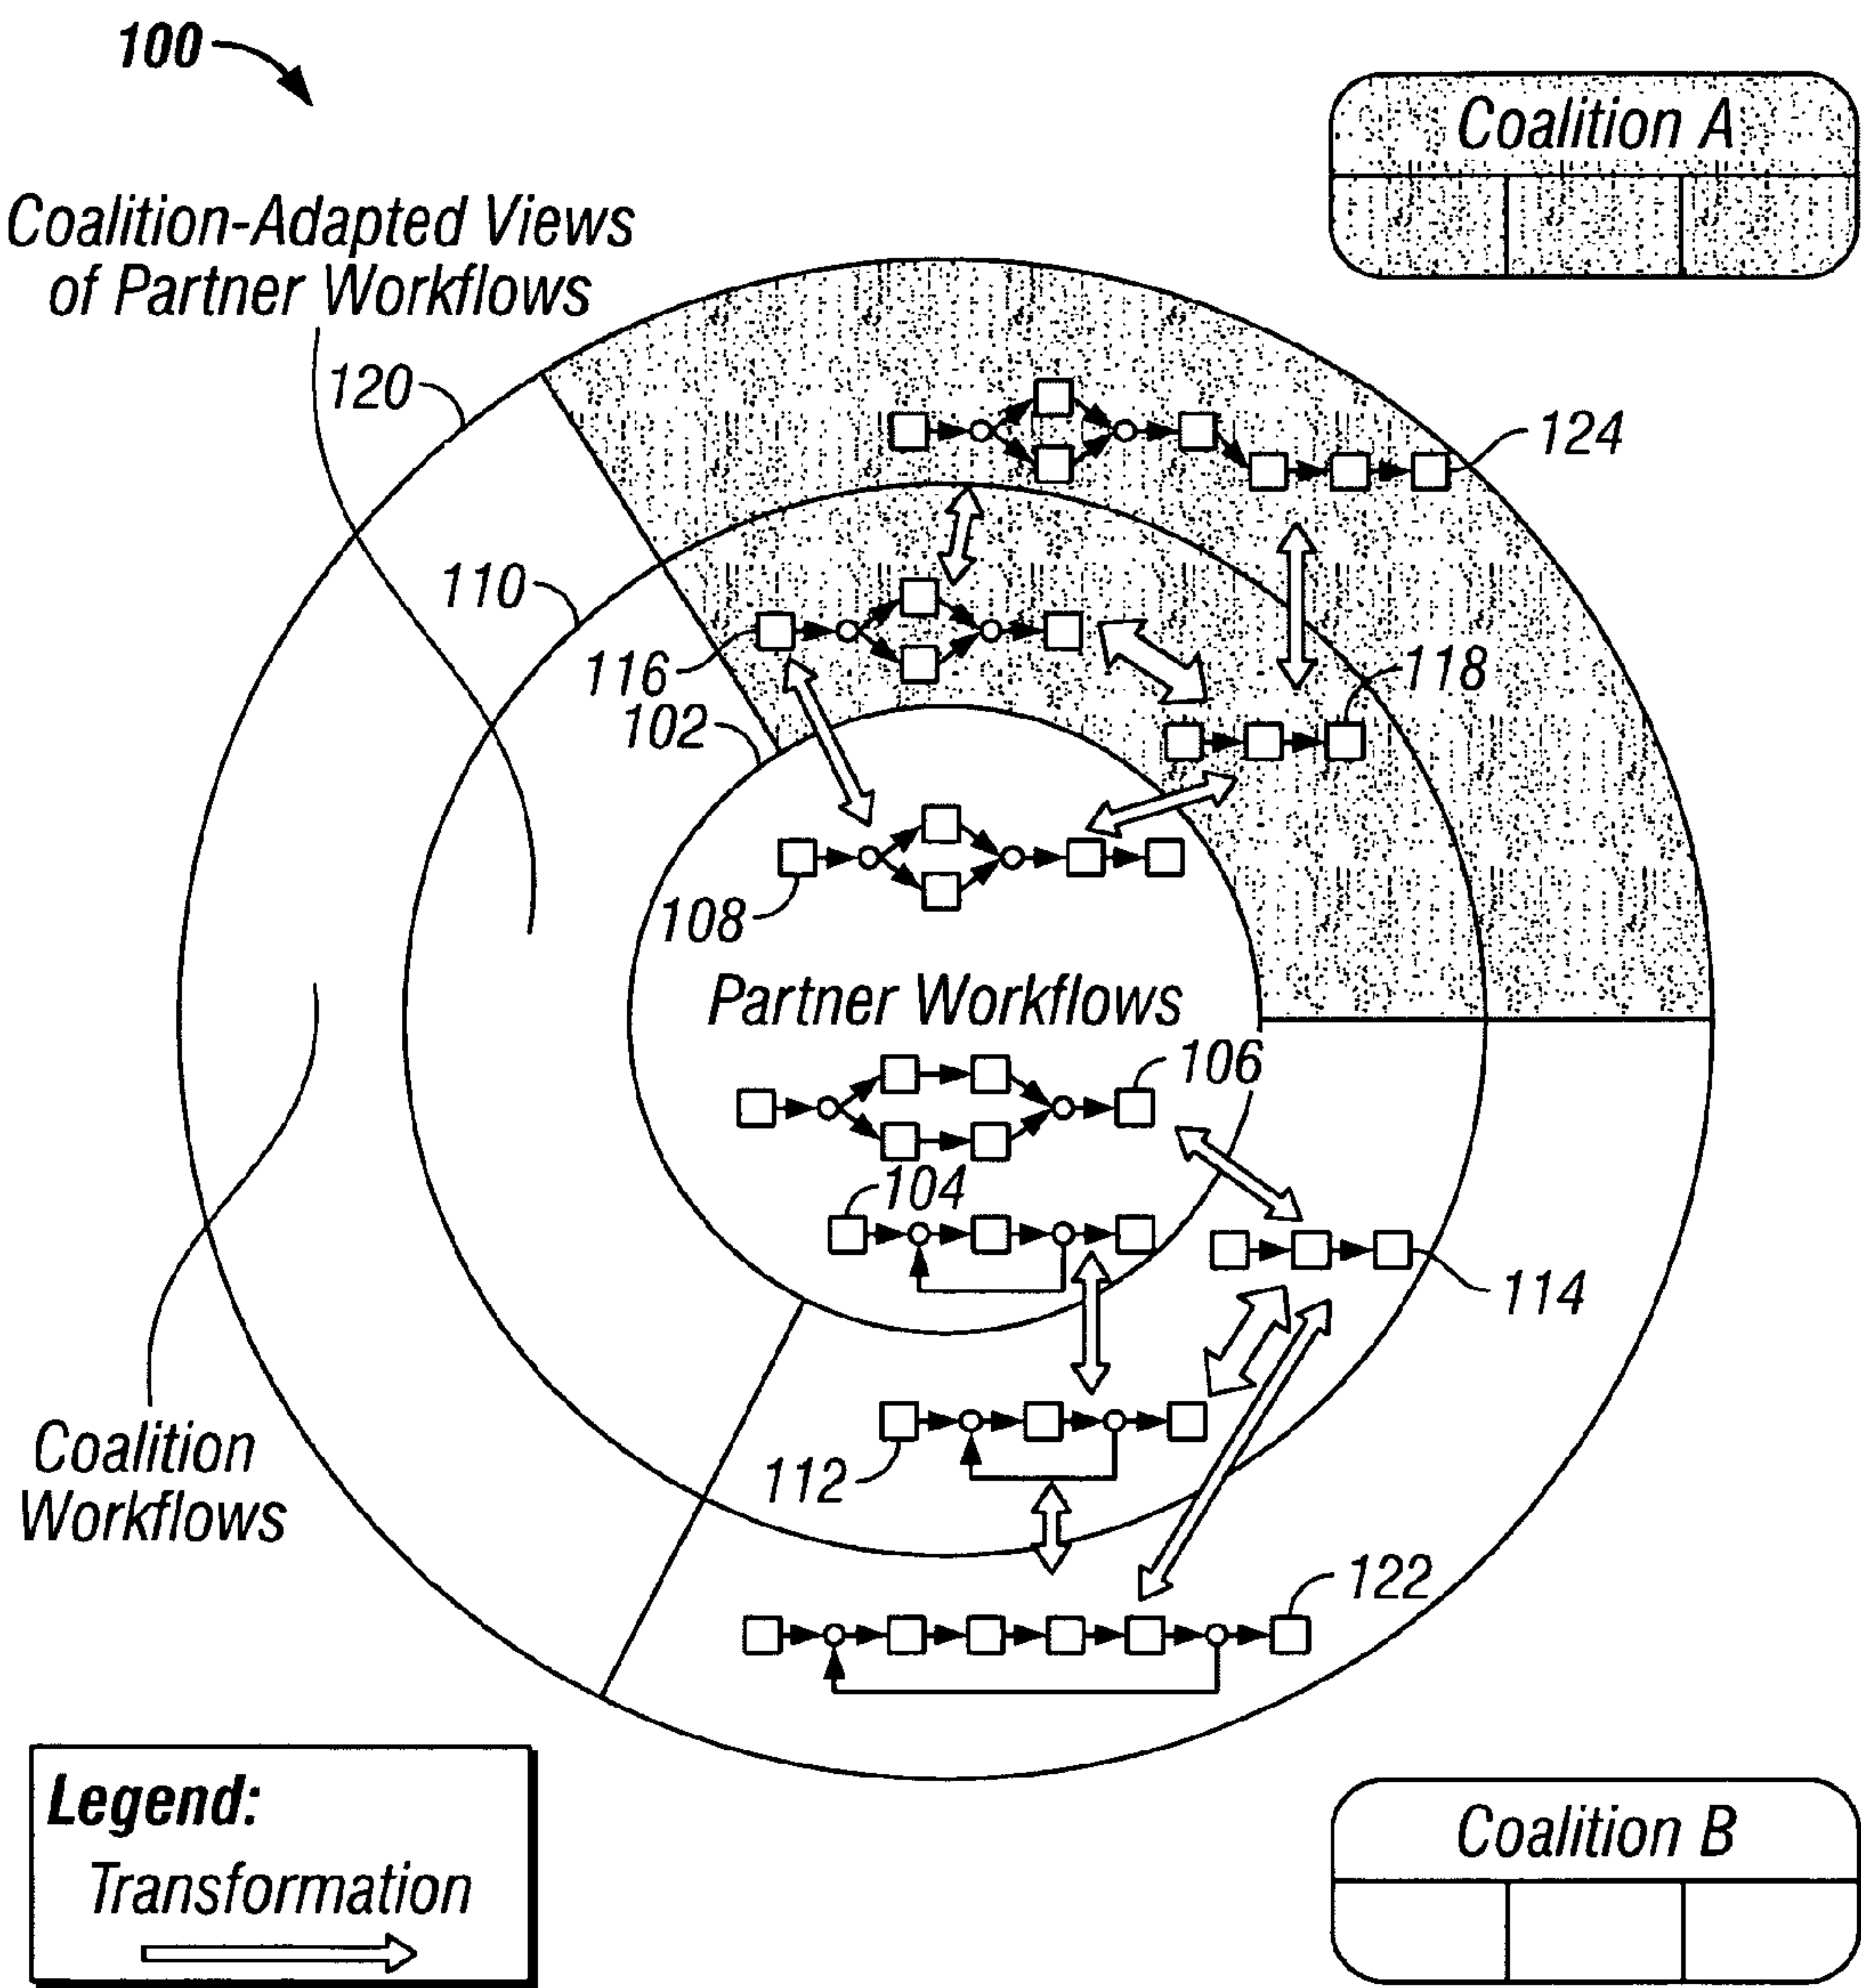 100
Coalition A
Coalition-Adapted Views
of Partner Workflows
120
124
110
116
118
102
108
Partner Workflows
106
104
114
Coalition
Workflows
112
122
Legend:
Transformation
Coalition B